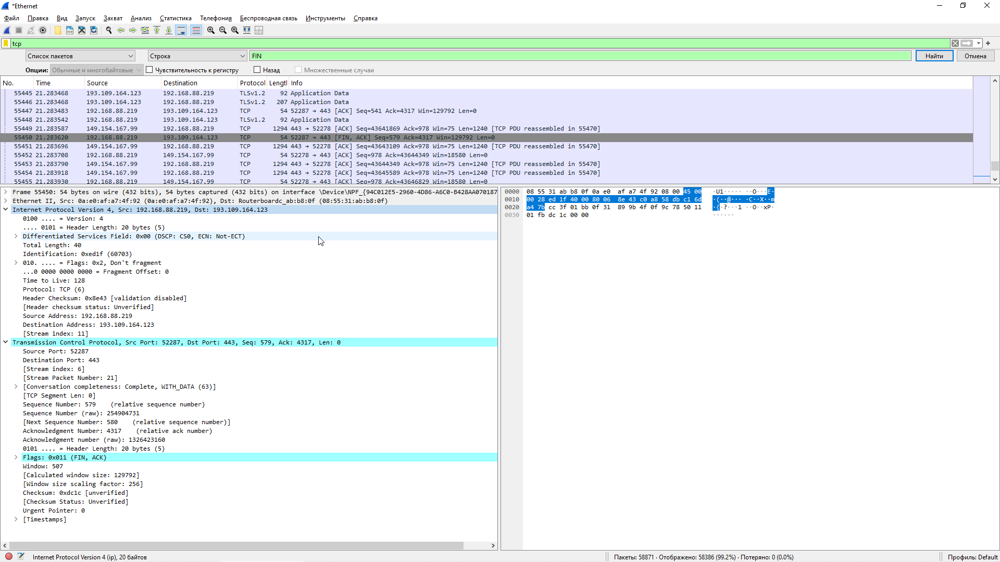 *Ethernet
Файл Правка Вид Запуск Захват Анализ Статистика Телефония Беспроводная связь Инструменты Справка
tcp
Список пакетов Строка FIN Найти Отмена
Опции: Обычные и многобайтовые Чувствительность к регистру Назад Множественные случаи
No. Time Source Destination Protocol Lengtl Info
55445 21.283468 193.109.164.123 192.168.88.219 TLSv1.2 92 Application Data
55446 21.283468 193.109.164.123 192.168.88.219 TLSv1.2 207 Application Data
55447 21.283483 192.168.88.219 193.109.164.123 TCP 54 52287 → 443 [ACK] Seq=541 Ack=4317 Win=129792 Len=0
55448 21.283542 192.168.88.219 193.109.164.123 TLSv1.2 92 Application Data
55449 21.283587 149.154.167.99 192.168.88.219 TCP 1294 443 → 52278 [ACK] Seq=43641869 Ack=978 Win=75 Len=1240 [TCP PDU reassembled in 55470]
55450 21.283620 192.168.88.219 193.109.164.123 TCP 54 52287 → 443 [FIN, ACK] Seq=579 Ack=4317 Win=129792 Len=0
55451 21.283696 149.154.167.99 192.168.88.219 TCP 1294 443 → 52278 [ACK] Seq=43643109 Ack=978 Win=75 Len=1240 [TCP PDU reassembled in 55470]
55452 21.283708 192.168.88.219 149.154.167.99 TCP 54 52278 → 443 [ACK] Seq=978 Ack=43644349 Win=18580 Len=0
55453 21.283790 149.154.167.99 192.168.88.219 TCP 1294 443 → 52278 [ACK] Seq=43644349 Ack=978 Win=75 Len=1240 [TCP PDU reassembled in 55470]
55454 21.283918 149.154.167.99 192.168.88.219 TCP 1294 443 → 52278 [ACK] Seq=43645589 Ack=978 Win=75 Len=1240 [TCP PDU reassembled in 55470]
55455 21.283930 192.168.88.219 149.154.167.99 TCP 54 52278 → 443 [ACK] Seq=978 Ack=43646829 Win=18580 Len=0
Frame 55450: 54 bytes on wire (432 bits), 54 bytes captured (432 bits) on interface \Device\NPF_{94C012E5-2960-4D86-A6C0-B428AA070187
Ethernet II, Src: 0a:e0:af:a7:4f:92 (0a:e0:af:a7:4f:92), Dst: Routerboardc_ab:b8:0f (08:55:31:ab:b8:0f)
Internet Protocol Version 4, Src: 192.168.88.219, Dst: 193.109.164.123
0100 .... = Version: 4
.... 0101 = Header Length: 20 bytes (5)
Differentiated Services Field: 0x00 (DSCP: CS0, ECN: Not-ECT)
Total Length: 40
Identification: 0xed1f (60703)
010. .... = Flags: 0x2, Don't fragment
...0 0000 0000 0000 = Fragment Offset: 0
Time to Live: 128
Protocol: TCP (6)
Header Checksum: 0x8e43 [validation disabled]
[Header checksum status: Unverified]
Source Address: 192.168.88.219
Destination Address: 193.109.164.123
[Stream index: 11]
Transmission Control Protocol, Src Port: 52287, Dst Port: 443, Seq: 579, Ack: 4317, Len: 0
Source Port: 52287
Destination Port: 443
[Stream index: 6]
[Stream Packet Number: 21]
[Conversation completeness: Complete, WITH_DATA (63)]
[TCP Segment Len: 0]
Sequence Number: 579 (relative sequence number)
Sequence Number (raw): 254904731
[Next Sequence Number: 580 (relative sequence number)]
Acknowledgment Number: 4317 (relative ack number)
Acknowledgment number (raw): 1326423160
0101 .... = Header Length: 20 bytes (5)
Flags: 0x011 (FIN, ACK)
Window: 507
[Calculated window size: 129792]
[Window size scaling factor: 256]
Checksum: 0xdc1c [unverified]
[Checksum Status: Unverified]
Urgent Pointer: 0
[Timestamps]
0000 08 55 31 ab b8 0f 0a e0 af a7 4f 92 08 00 45 00 ·U1····· ··O···E·
0010 00 28 ed 1f 40 00 80 06 8e 43 c0 a8 58 db c1 6d ·(··@··· ·C··X··m
0020 a4 7b cc 3f 01 bb 0f 31 89 9b 4f 0f 9c 78 50 11 ·{·?···1 ··O··xP·
0030 01 fb dc 1c 00 00 ······
Internet Protocol Version 4 (ip), 20 байтов Пакеты: 58871 · Отображено: 58386 (99.2%) · Потеряно: 0 (0.0%) Профиль: Default